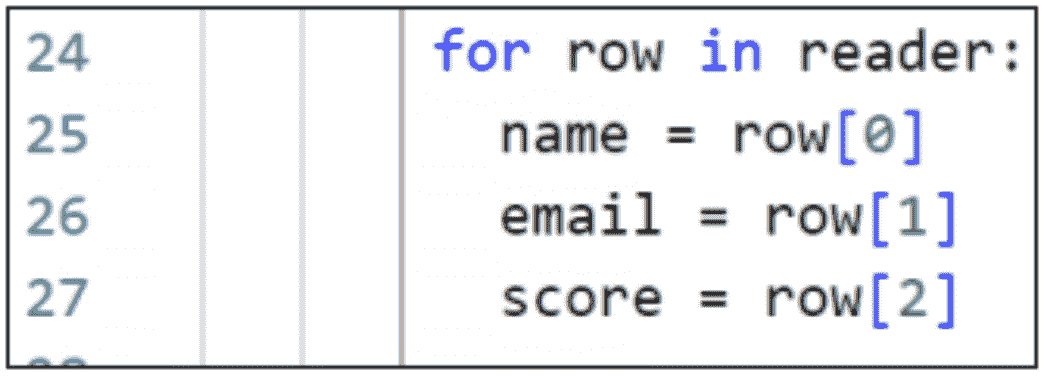 24 for row in reader:
25 name = row[0]
26 email = row[1]
27 score = row[2]